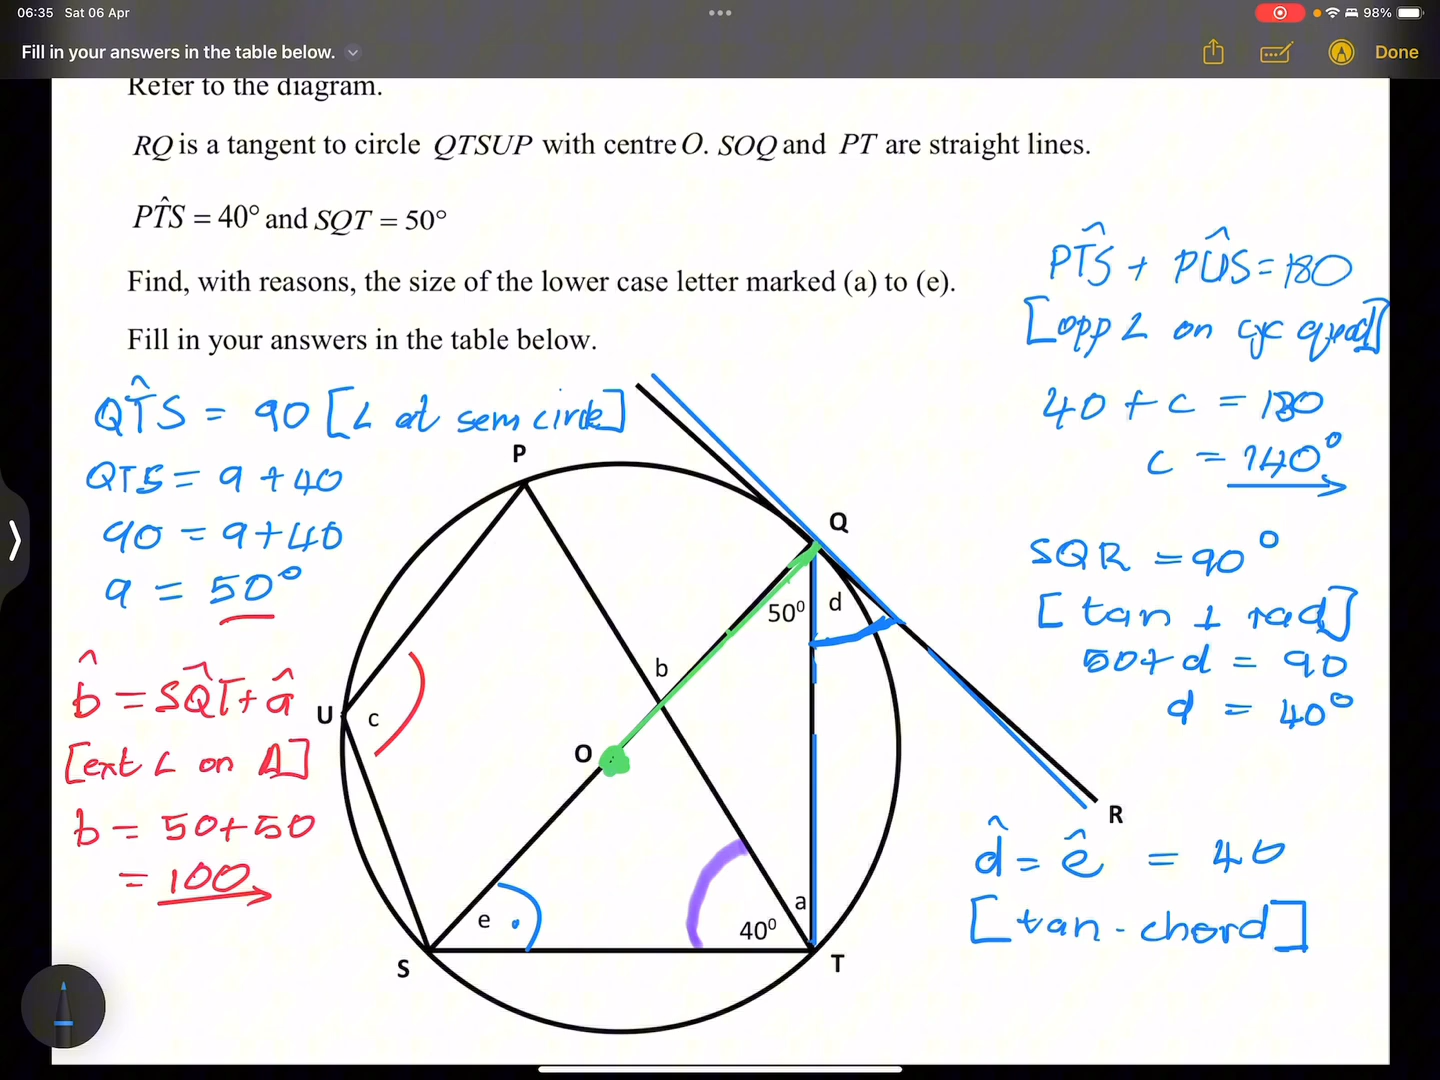 06:35 Sat 06 Apr
98%
Fill in your answers in the table below.
Done
Refer to the diagram.
RQ is a tangent to circle QTSUP with centre O. SOQ and PT are straight lines.
PT̂S = 40° and SQT = 50°
Find, with reasons, the size of the lower case letter marked (a) to (e).
Fill in your answers in the table below.
QT̂S = 90 [∠ at sem circle]
QTS = a + 40
90 = a + 40
a = 50°
b̂ = SQ̂T + â
[ext ∠ on Δ]
b = 50 + 50
= 100
PT̂S + PÛS = 180
[opp ∠ on cyc quad]
40 + c = 180
c = 140°
SQR = 90°
[tan ⊥ rad]
50 + d = 90
d = 40°
d̂ = ê = 40
[tan - chord]
P
Q
50⁰
d
b
U
c
O
R
e
a
40⁰
S
T